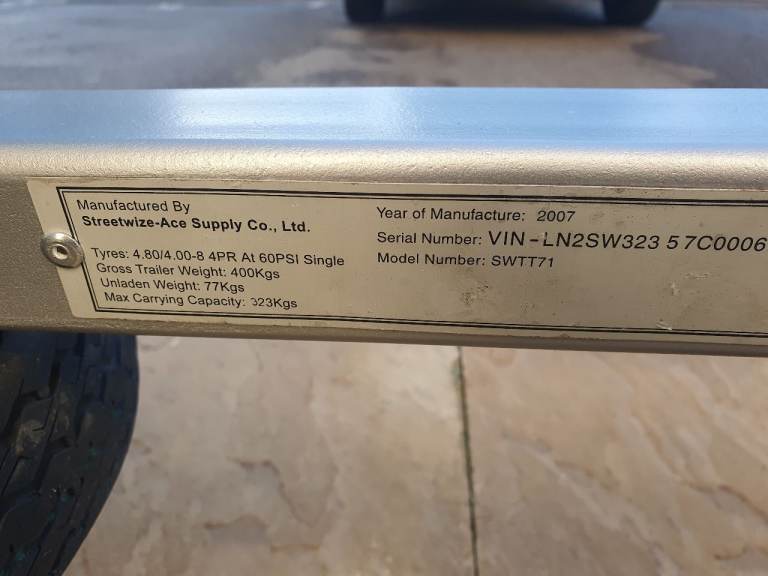 Manufactured By
Streetwize-Ace Supply Co., Ltd.
Tyres: 4.80/4.00-8 4PR At 60PSI Single
Gross Trailer Weight: 400Kgs
Unladen Weight: 77Kgs
Max Carrying Capacity: 323Kgs
Year of Manufacture: 2007
Serial Number: VIN-LN2SW323 5 7C0006
Model Number: SWTT71